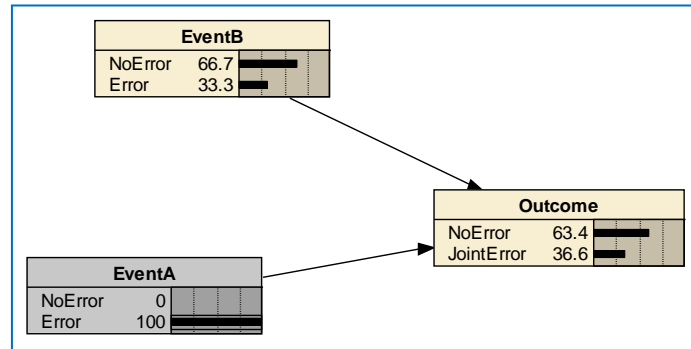 EventB
NoError 66.7
Error 33.3
Outcome
NoError 63.4
JointError 36.6
EventA
NoError 0
Error 100